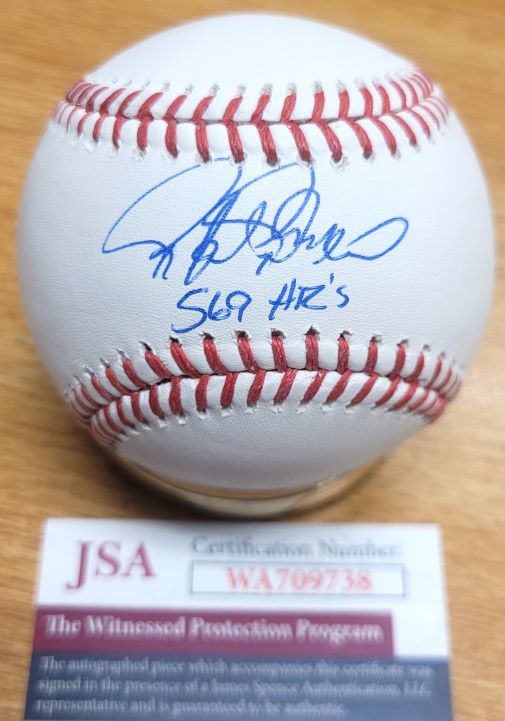 569 HR's
JSA
Certification Number:
WA709738
The Witnessed Protection Program
The autographed piece which accompanies this certificate was
signed in the presence of a James Spence Authentication, LLC.
representative and is guaranteed to be authentic.